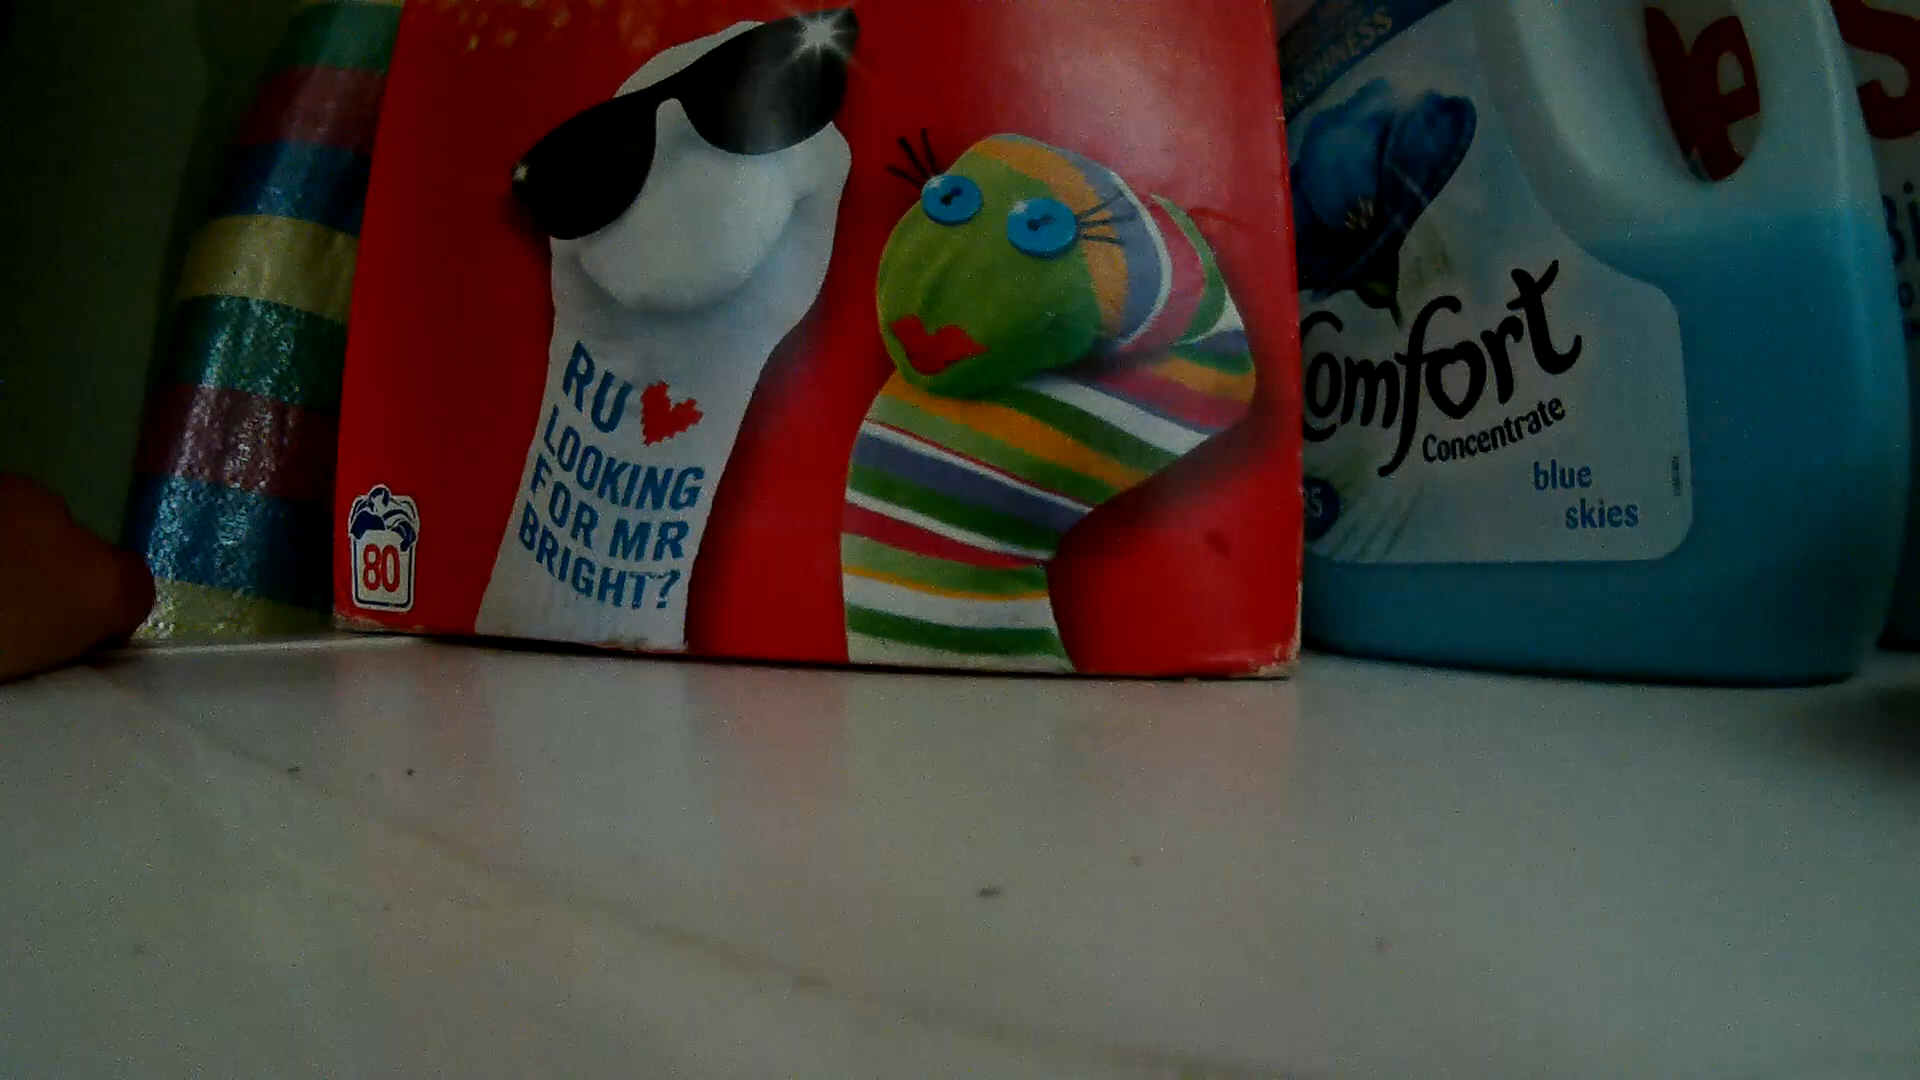 RU
LOOKING
FOR MR
BRIGHT?
80
Comfort
Concentrate
blue
skies